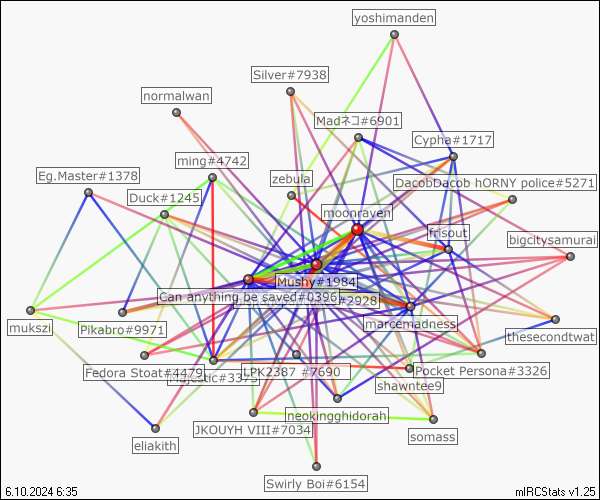 yoshimanden
Silver#7938
normalwan
Madネコ#6901
Cypha#1717
ming#4742
Eg.Master#1378
zebula
DacobDacob hORNY police#5271
Duck#1245
moonraven
frisout
bigcitysamurai
Mushy#1984
Can anything be saved#0396
#2928
marcemadness
mukszi
Pikabro#9971
thesecondtwat
Fedora Stoat#4479
LPK2387 #7690
Pocket Persona#3326
shawntee9
JKOUYH VIII#7034
neokingghidorah
somass
eliakith
Swirly Boi#6154
6.10.2024 6:35
mIRCStats v1.25